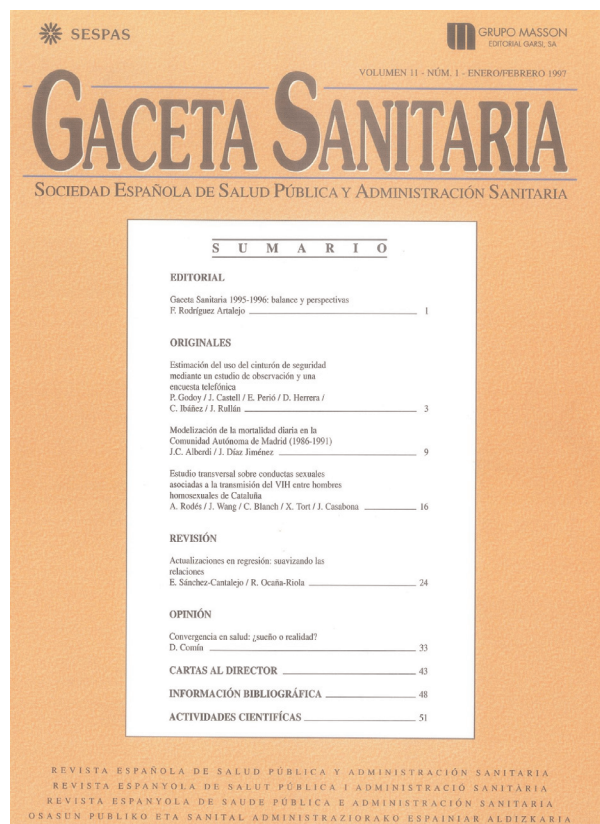 SESPAS
GRUPO MASSON
EDITORIAL GARSI, SA
VOLUMEN 11 - NÚM. 1 - ENERO/FEBRERO 1997
GACETA SANITARIA
SOCIEDAD ESPAÑOLA DE SALUD PÚBLICA Y ADMINISTRACIÓN SANITARIA
SUMARIO
EDITORIAL
Gaceta Sanitaria 1995-1996: balance y perspectivas
F. Rodríguez Artalejo 1
ORIGINALES
Estimación del uso del cinturón de seguridad
mediante un estudio de observación y una
encuesta telefónica
P. Godoy / J. Castell / E. Perió / D. Herrera /
C. Ibáñez / J. Rullán 3
Modelización de la mortalidad diaria en la
Comunidad Autónoma de Madrid (1986-1991)
J.C. Alberdi / J. Díaz Jiménez 9
Estudio transversal sobre conductas sexuales
asociadas a la transmisión del VIH entre hombres
homosexuales de Cataluña
A. Rodés / J. Wang / C. Blanch / X. Tort / J. Casabona 16
REVISIÓN
Actualizaciones en regresión: suavizando las
relaciones
E. Sánchez-Cantalejo / R. Ocaña-Riola 24
OPINIÓN
Convergencia en salud: ¿sueño o realidad?
D. Comín 33
CARTAS AL DIRECTOR 43
INFORMACIÓN BIBLIOGRÁFICA 48
ACTIVIDADES CIENTIFÍCAS 51
REVISTA ESPAÑOLA DE SALUD PÚBLICA Y ADMINISTRACIÓN SANITARIA
REVISTA ESPANYOLA DE SALUT PÚBLICA I ADMINISTRACIÓ SANITÀRIA
REVISTA ESPANYOLA DE SAUDE PUBLICA E ADMINISTRACIÓN SANITARIA
OSASUN PUBLIKO ETA SANITAL ADMINISTRAZIORAKO ESPAINIAR ALDIZKARIA